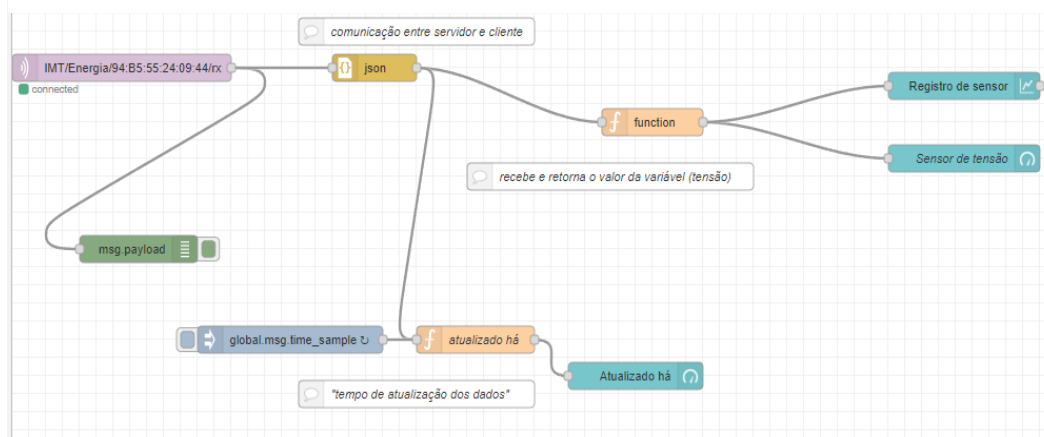 comunicação entre servidor e cliente
IMT/Energia/94:B5:55:24:09:44/rx
connected
json
Registro de sensor
function
Sensor de tensão
recebe e retorna o valor da variável (tensão)
msg.payload
global.msg.time_sample ↻
atualizado há
Atualizado há
"tempo de atualização dos dados"